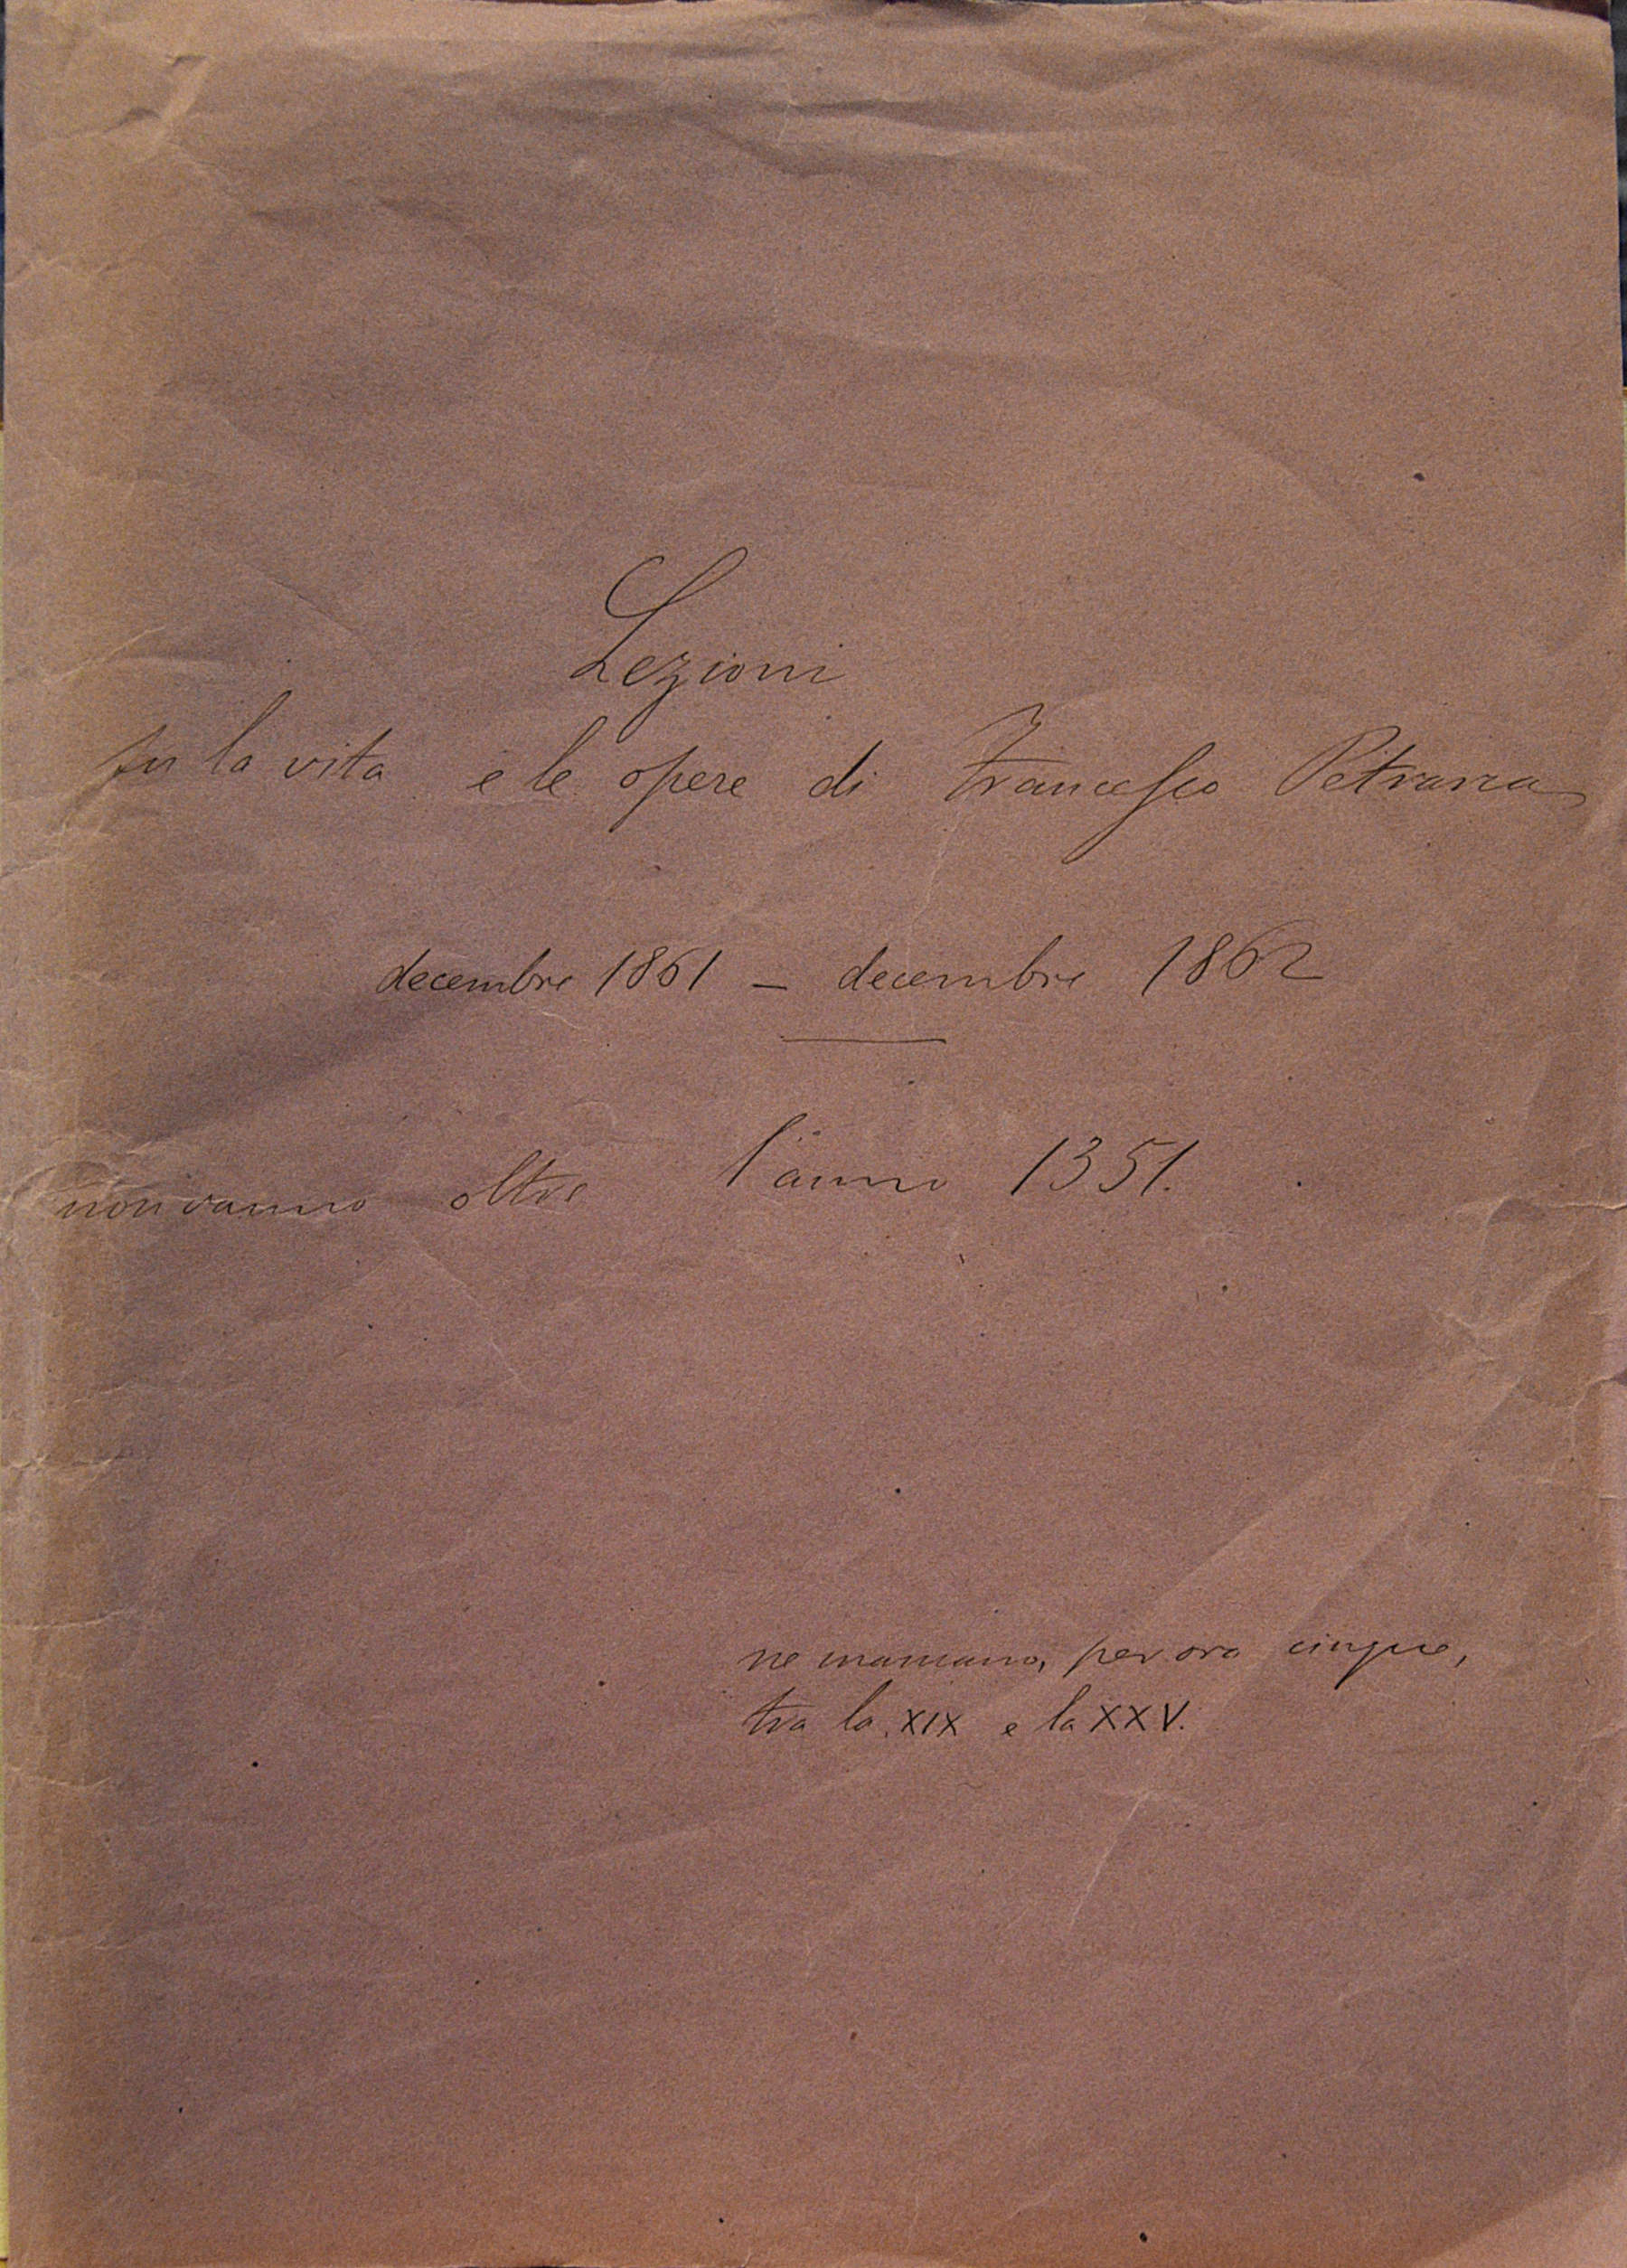 Lezioni
su la vita e le opere di Francesco Petrarca
decembre 1861 – decembre 1862
non vanno oltre l'anno 1351.
ne mancano, per ora cinque,
tra la XIX e la XXV.